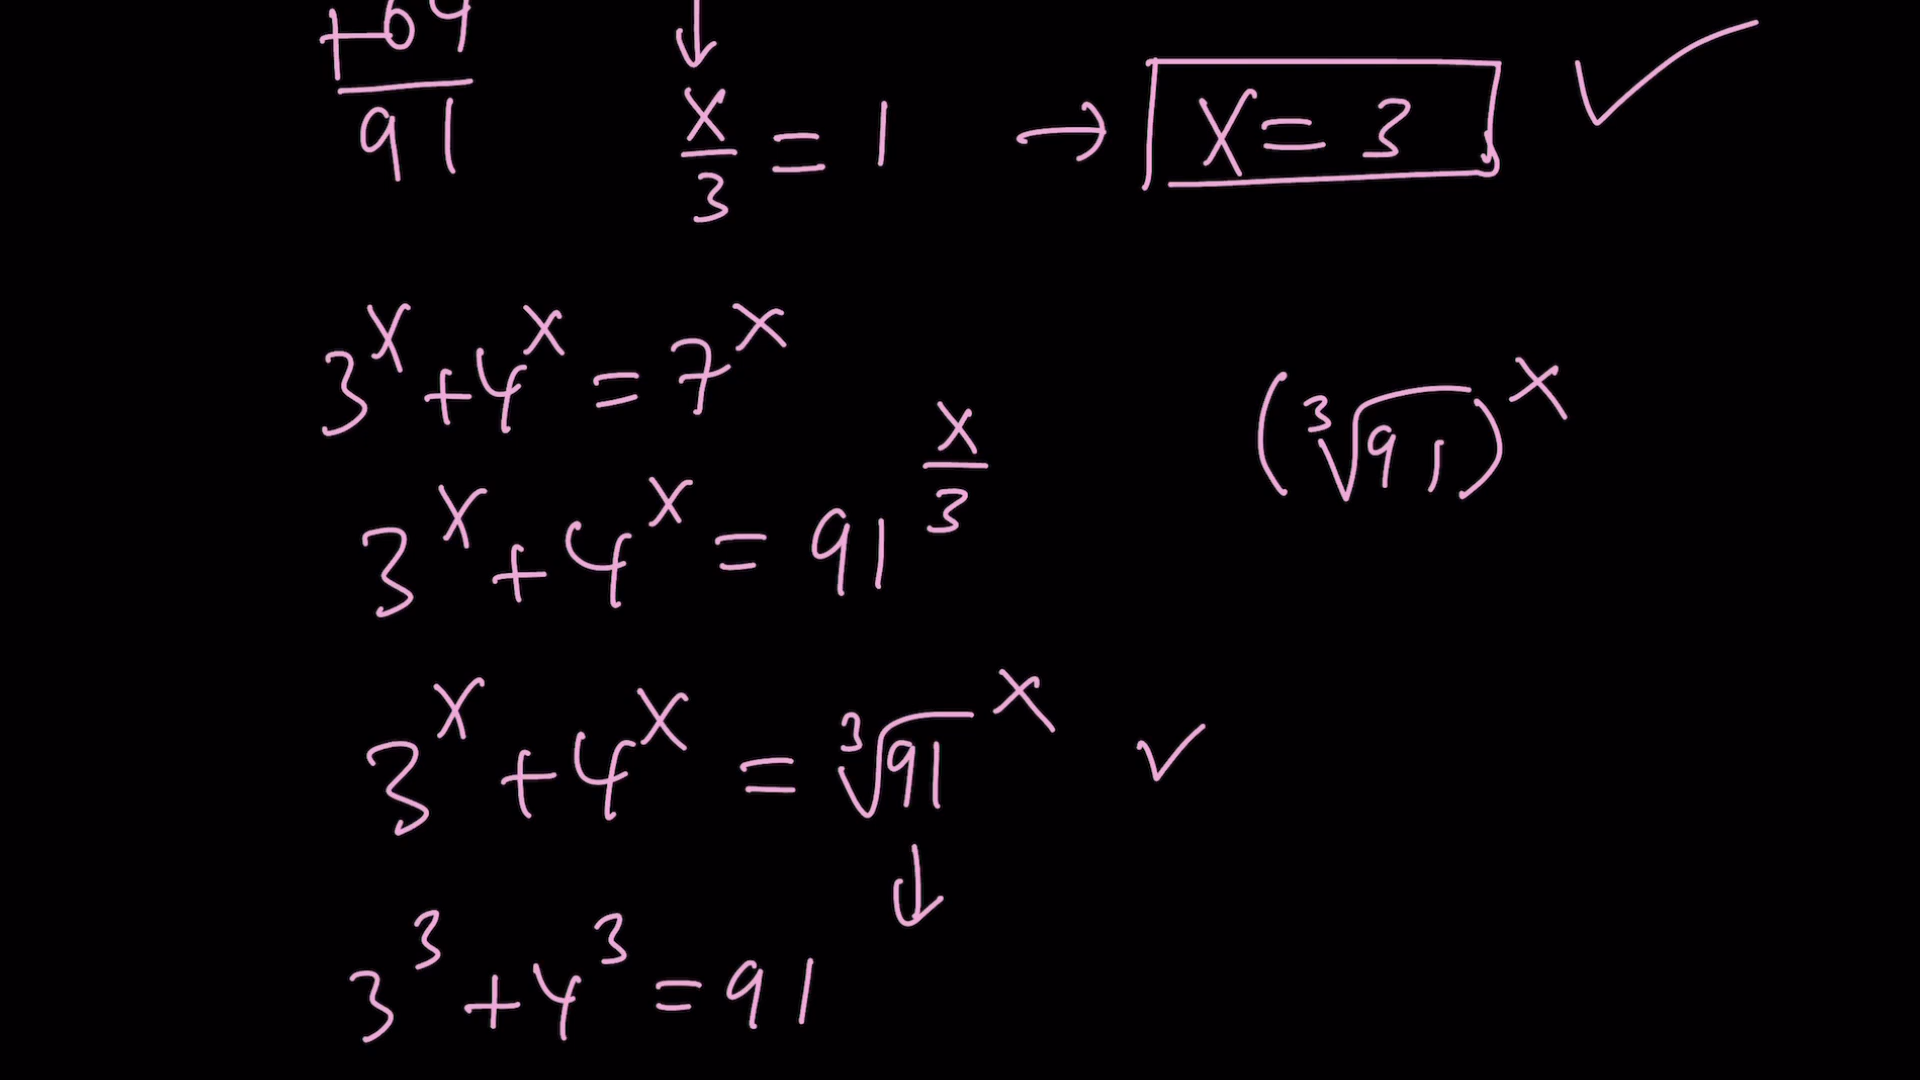 +64
91
↓
x/3 = 1 → x = 3 ✓
3^x + 4^x = 7^x
(∛91)^x
3^x + 4^x = 91^(x/3)
3^x + 4^x = ∛91^x ✓
↓
3^3 + 4^3 = 91